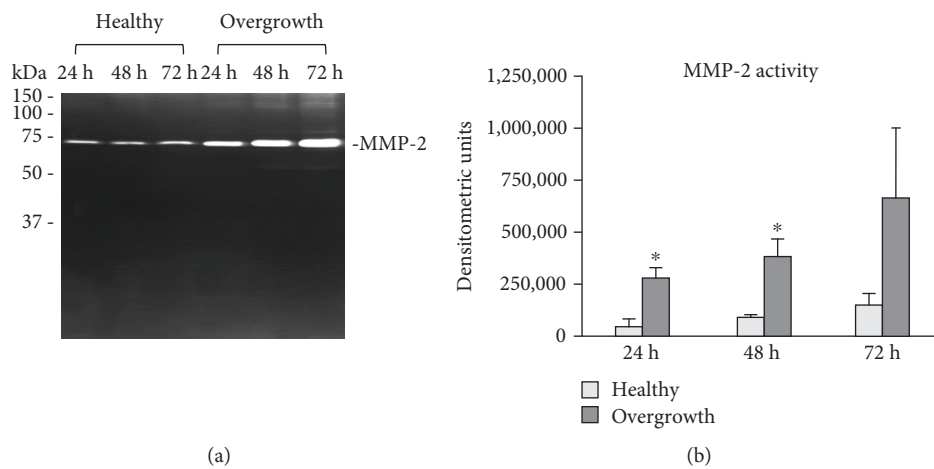 Healthy Overgrowth
kDa 24 h 48 h 72 h 24 h 48 h 72 h
150 -
100 -
75 -
-MMP-2
50 -
37 -
(a)
MMP-2 activity
1,250,000
1,000,000
750,000
500,000
250,000
0
Densitometric units
*
*
24 h 48 h 72 h
Healthy
Overgrowth
(b)